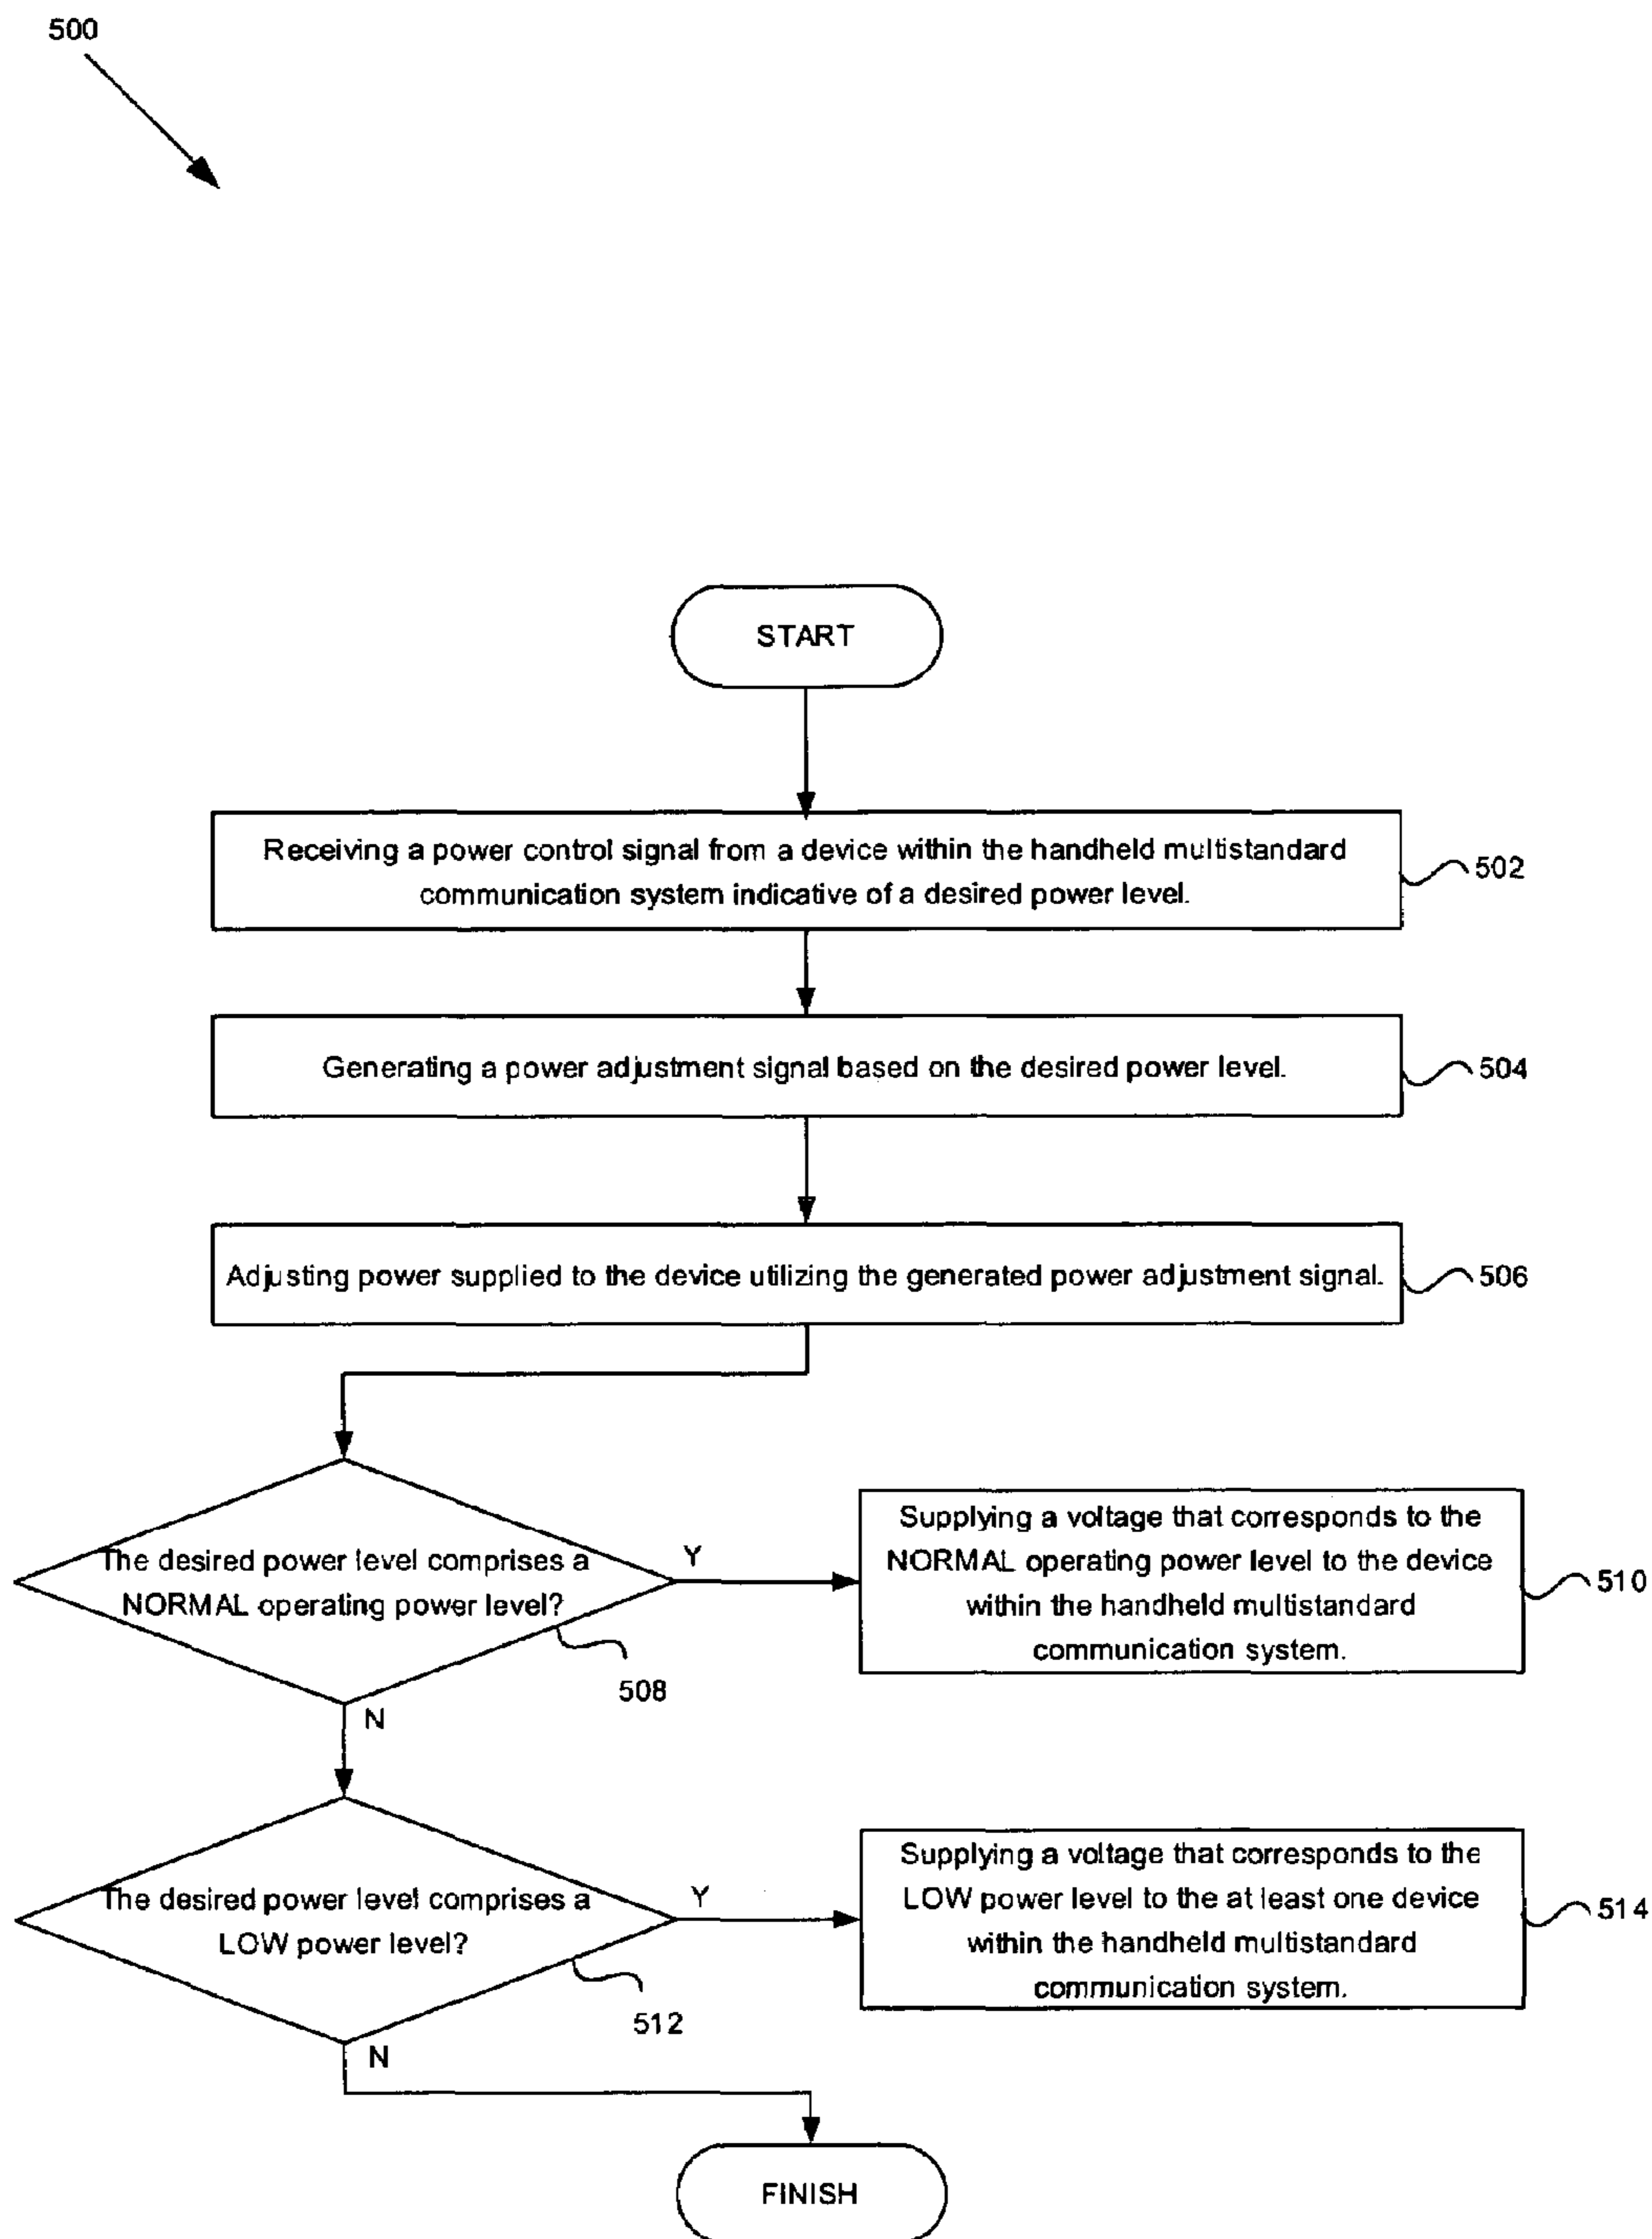 500
START
Receiving a power control signal from a device within the handheld multistandard
communication system indicative of a desired power level.
502
Generating a power adjustment signal based on the desired power level.
504
Adjusting power supplied to the device utilizing the generated power adjustment signal.
506
The desired power level comprises a
NORMAL operating power level?
508
Y
N
Supplying a voltage that corresponds to the
NORMAL operating power level to the device
within the handheld multistandard
communication system.
510
The desired power level comprises a
LOW power level?
512
Y
N
Supplying a voltage that corresponds to the
LOW power level to the at least one device
within the handheld multistandard
communication system.
514
FINISH